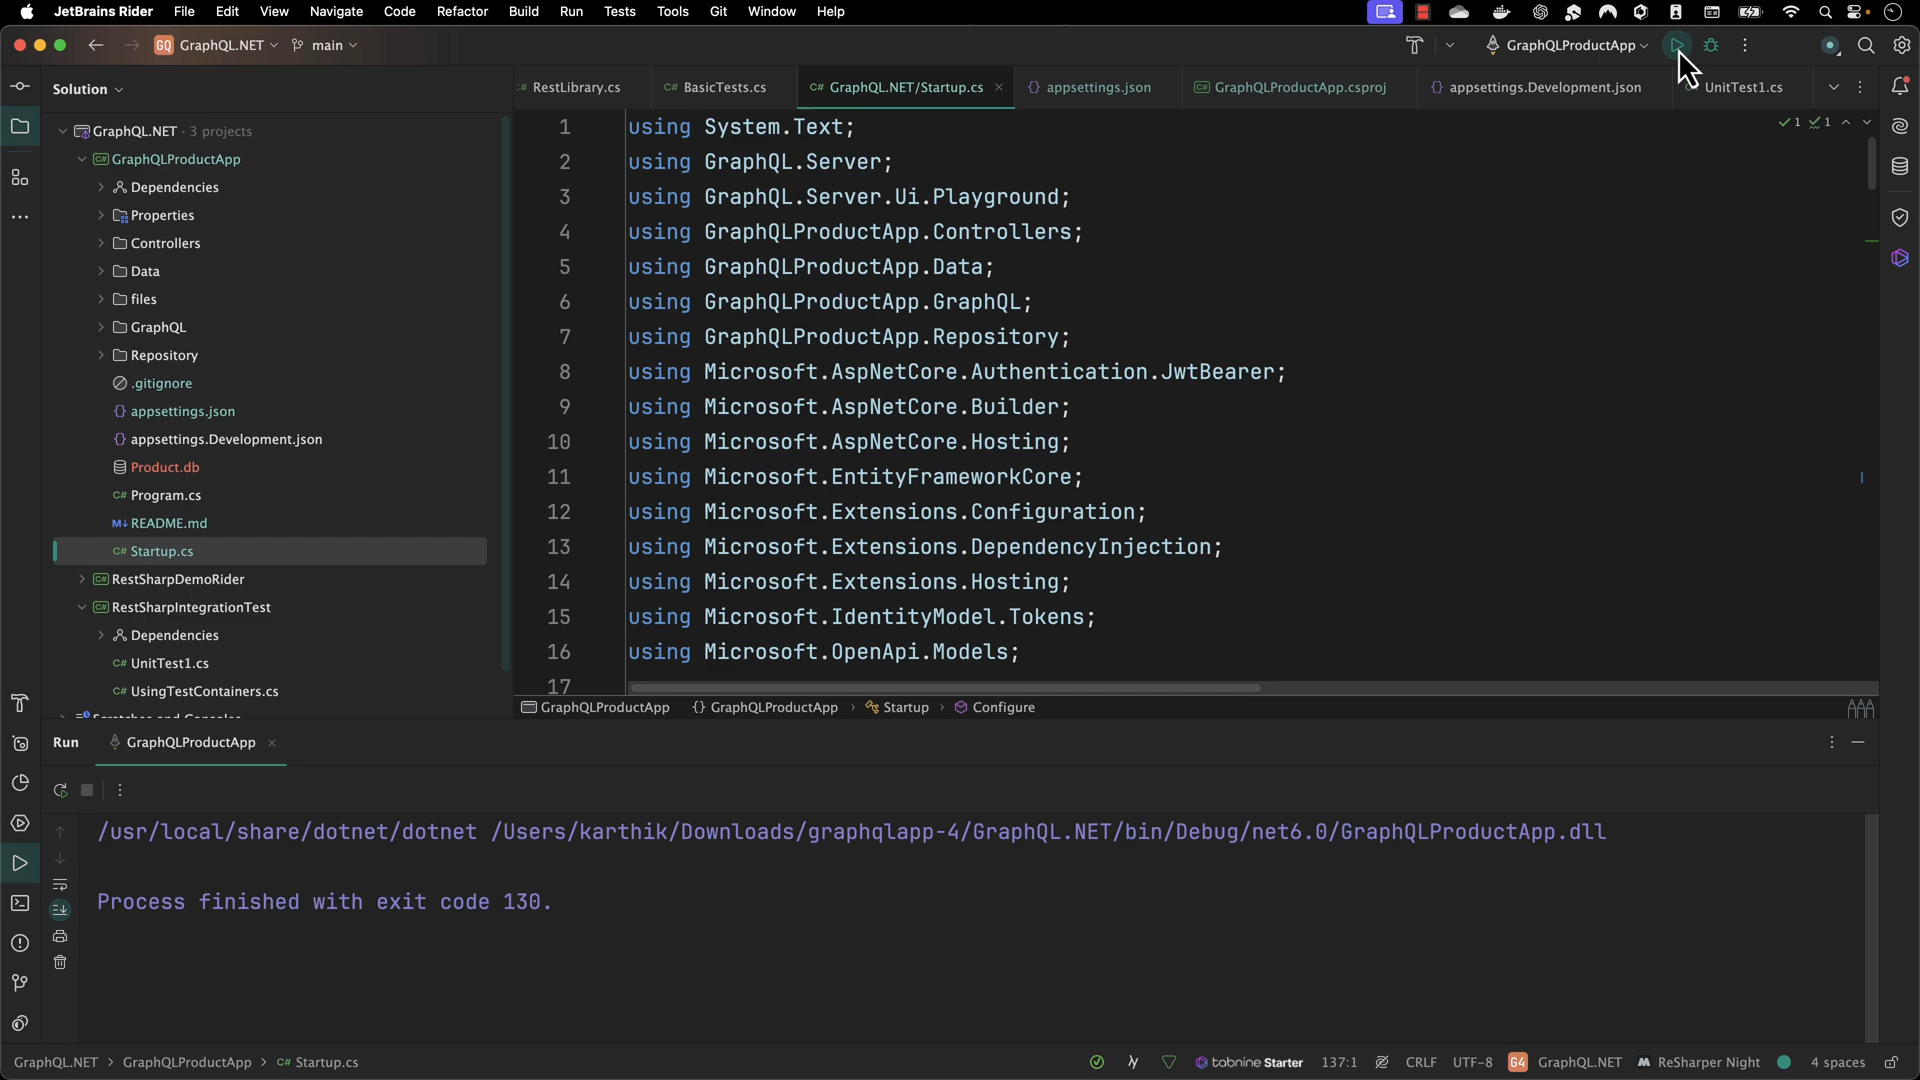 JetBrains Rider File Edit View Navigate Code Refactor Build Run Tests Tools Git Window Help
GQ GraphQL.NET main GraphQLProductApp
Solution
RestLibrary.cs C# BasicTests.cs C# GraphQL.NET/Startup.cs {} appsettings.json C# GraphQLProductApp.csproj {} appsettings.Development.json UnitTest1.cs
GraphQL.NET · 3 projects
C# GraphQLProductApp
Dependencies
Properties
Controllers
Data
files
GraphQL
Repository
.gitignore
{} appsettings.json
{} appsettings.Development.json
Product.db
C# Program.cs
M↓ README.md
C# Startup.cs
C# RestSharpDemoRider
C# RestSharpIntegrationTest
Dependencies
C# UnitTest1.cs
C# UsingTestContainers.cs
1 using System.Text;
2 using GraphQL.Server;
3 using GraphQL.Server.Ui.Playground;
4 using GraphQLProductApp.Controllers;
5 using GraphQLProductApp.Data;
6 using GraphQLProductApp.GraphQL;
7 using GraphQLProductApp.Repository;
8 using Microsoft.AspNetCore.Authentication.JwtBearer;
9 using Microsoft.AspNetCore.Builder;
10 using Microsoft.AspNetCore.Hosting;
11 using Microsoft.EntityFrameworkCore;
12 using Microsoft.Extensions.Configuration;
13 using Microsoft.Extensions.DependencyInjection;
14 using Microsoft.Extensions.Hosting;
15 using Microsoft.IdentityModel.Tokens;
16 using Microsoft.OpenApi.Models;
17
1 1
GraphQLProductApp {} GraphQLProductApp › Startup › Configure
Run GraphQLProductApp
/usr/local/share/dotnet/dotnet /Users/karthik/Downloads/graphqlapp-4/GraphQL.NET/bin/Debug/net6.0/GraphQLProductApp.dll
Process finished with exit code 130.
GraphQL.NET › GraphQLProductApp › C# Startup.cs tabnine Starter 137:1 CRLF UTF-8 G4 GraphQL.NET ReSharper Night 4 spaces